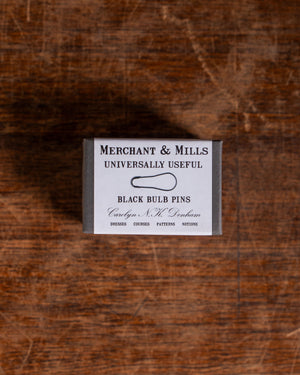 MERCHANT & MILLS
UNIVERSALLY USEFUL
BLACK BULB PINS
Carolyn N. K. Denham
DRESSES COURSES PATTERNS NOTIONS